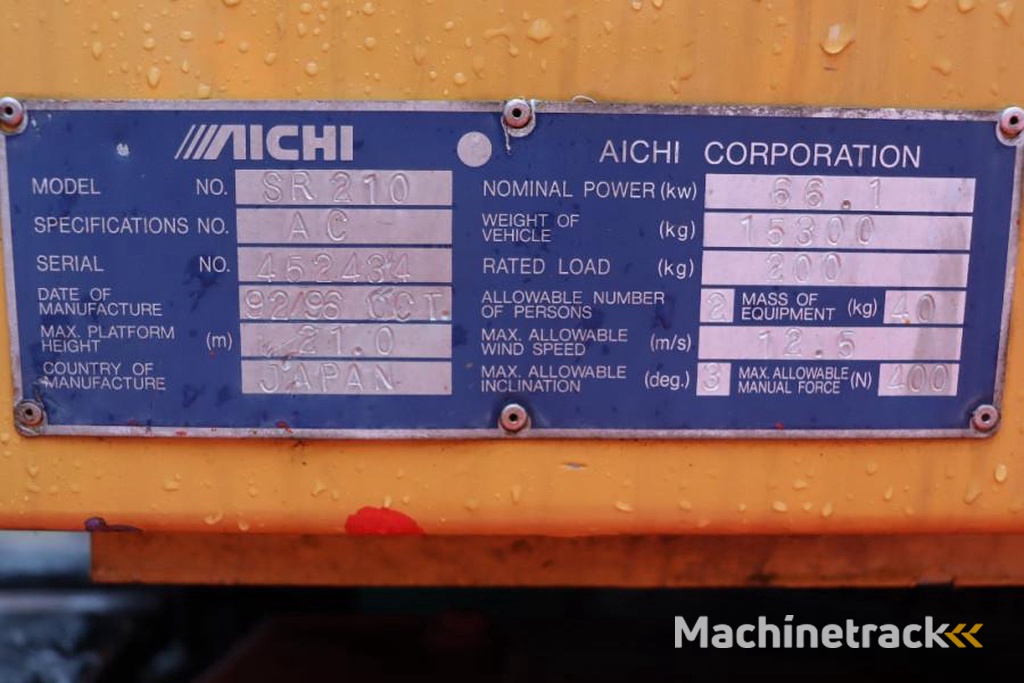 AICHI
MODEL NO. SR210
SPECIFICATIONS NO. AC
SERIAL NO. 452434
DATE OF MANUFACTURE
MAX. PLATFORM HEIGHT (m) 21.0
COUNTRY OF MANUFACTURE JAPAN
AICHI CORPORATION
NOMINAL POWER (kw) 66.1
WEIGHT OF VEHICLE (kg) 15300
RATED LOAD (kg) 200
ALLOWABLE NUMBER OF PERSONS 2 MASS OF EQUIPMENT (kg) 40
MAX. ALLOWABLE WIND SPEED (m/s) 12.5
MAX. ALLOWABLE INCLINATION (deg.) 3 MAX. ALLOWABLE MANUAL FORCE (N) 400
Machinetrack